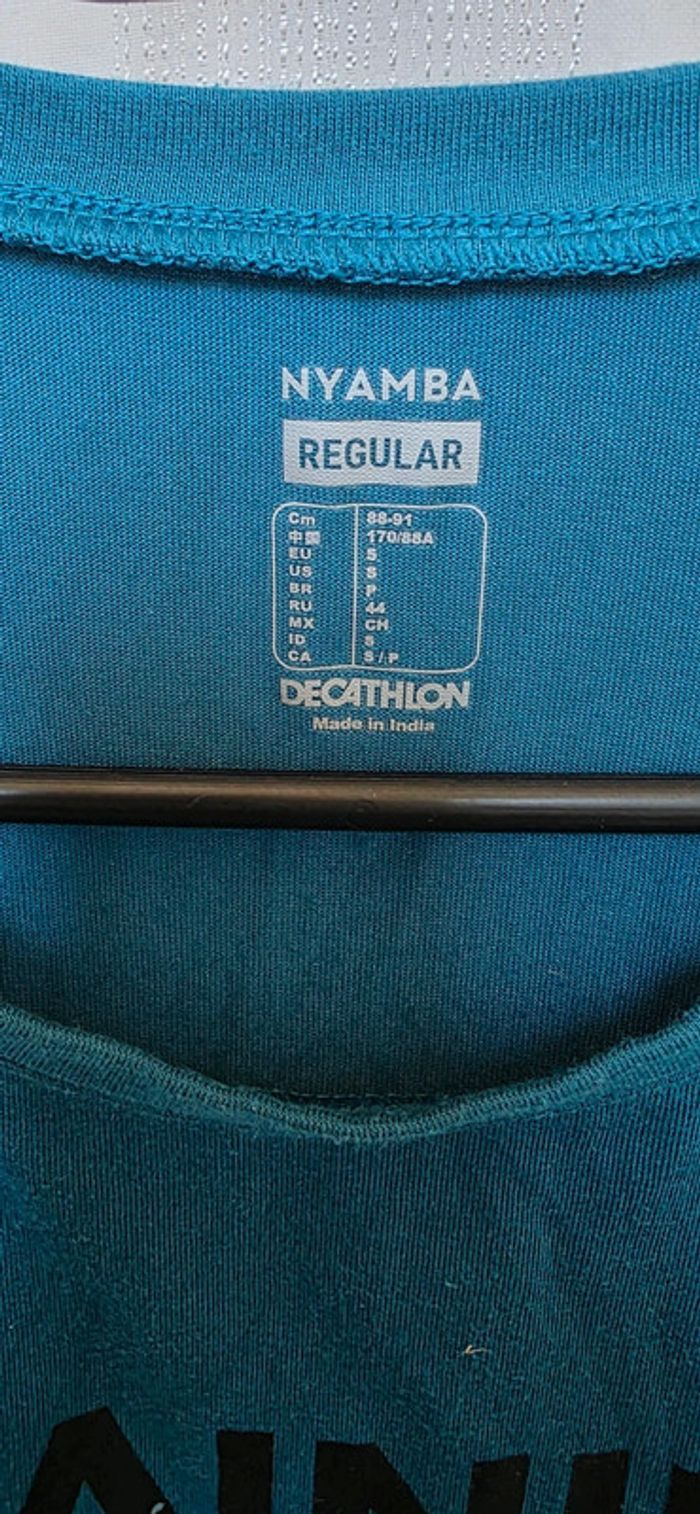 NYAMBA
REGULAR
Cm 88-91
中国 170/88A
EU S
US S
BR P
RU 44
MX CH
ID S
CA S / P
DECATHLON
Made in India